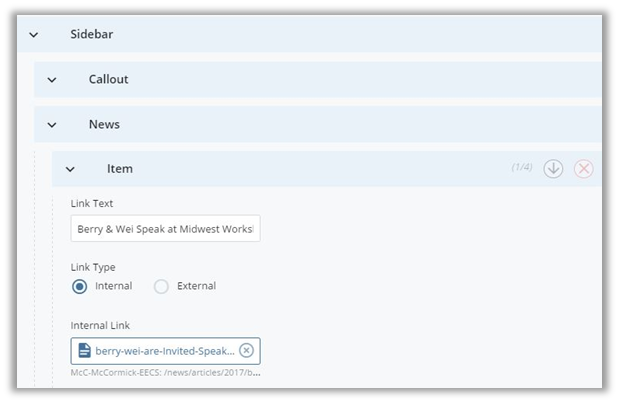 Sidebar
Callout
News
Item (1/4)
Link Text
Berry & Wei Speak at Midwest Works
Link Type
Internal External
Internal Link
berry-wei-are-Invited-Speak...
McC-McCormick-EECS: /news/articles/2017/b...